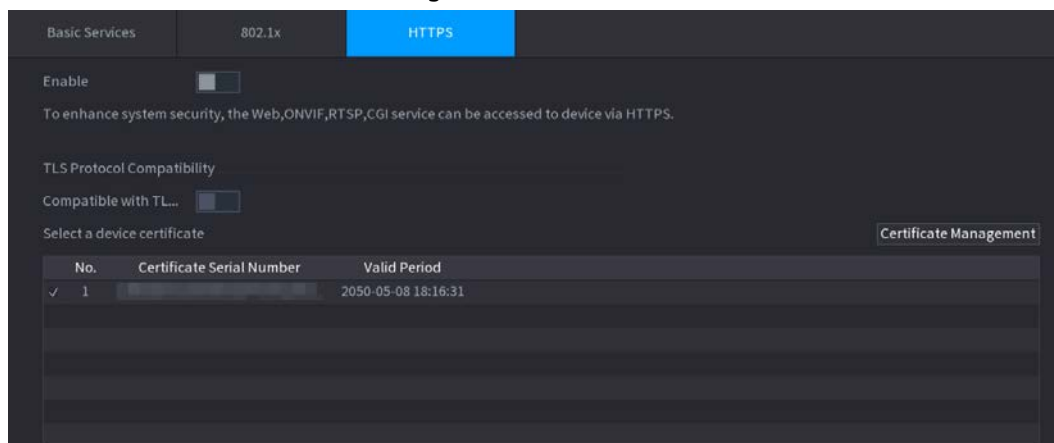 Basic Services 802.1x HTTPS
Enable
To enhance system security, the Web,ONVIF,RTSP,CGI service can be accessed to device via HTTPS.
TLS Protocol Compatibility
Compatible with TL...
Select a device certificate Certificate Management
No. Certificate Serial Number Valid Period
1 2050-05-08 18:16:31